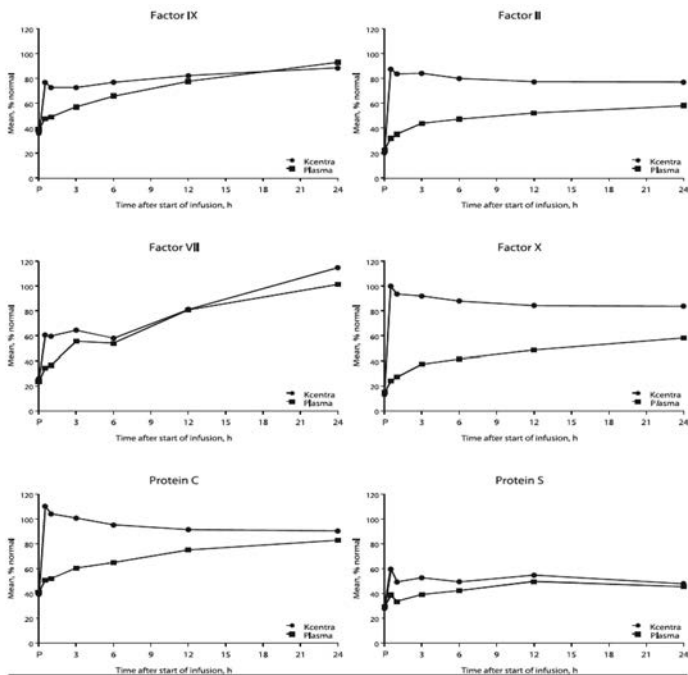 Factor IX
Mean, % normal
120
100
80
60
40
20
0
P 3 6 9 12 15 18 21 24
Time after start of infusion, h
Kcentra
Plasma
Factor II
Mean, % normal
120
100
80
60
40
20
0
P 3 6 9 12 15 18 21 24
Time after start of infusion, h
Kcentra
Plasma
Factor VII
Mean, % normal
120
100
80
60
40
20
0
P 3 6 9 12 15 18 21 24
Time after start of infusion, h
Kcentra
Plasma
Factor X
Mean, % normal
120
100
80
60
40
20
0
P 3 6 9 12 15 18 21 24
Time after start of infusion, h
Kcentra
Plasma
Protein C
Mean, % normal
120
100
80
60
40
20
0
P 3 6 9 12 15 18 21 24
Time after start of infusion, h
Kcentra
Plasma
Protein S
Mean, % normal
120
100
80
60
40
20
0
P 3 6 9 12 15 18 21 24
Time after start of infusion, h
Kcentra
Plasma